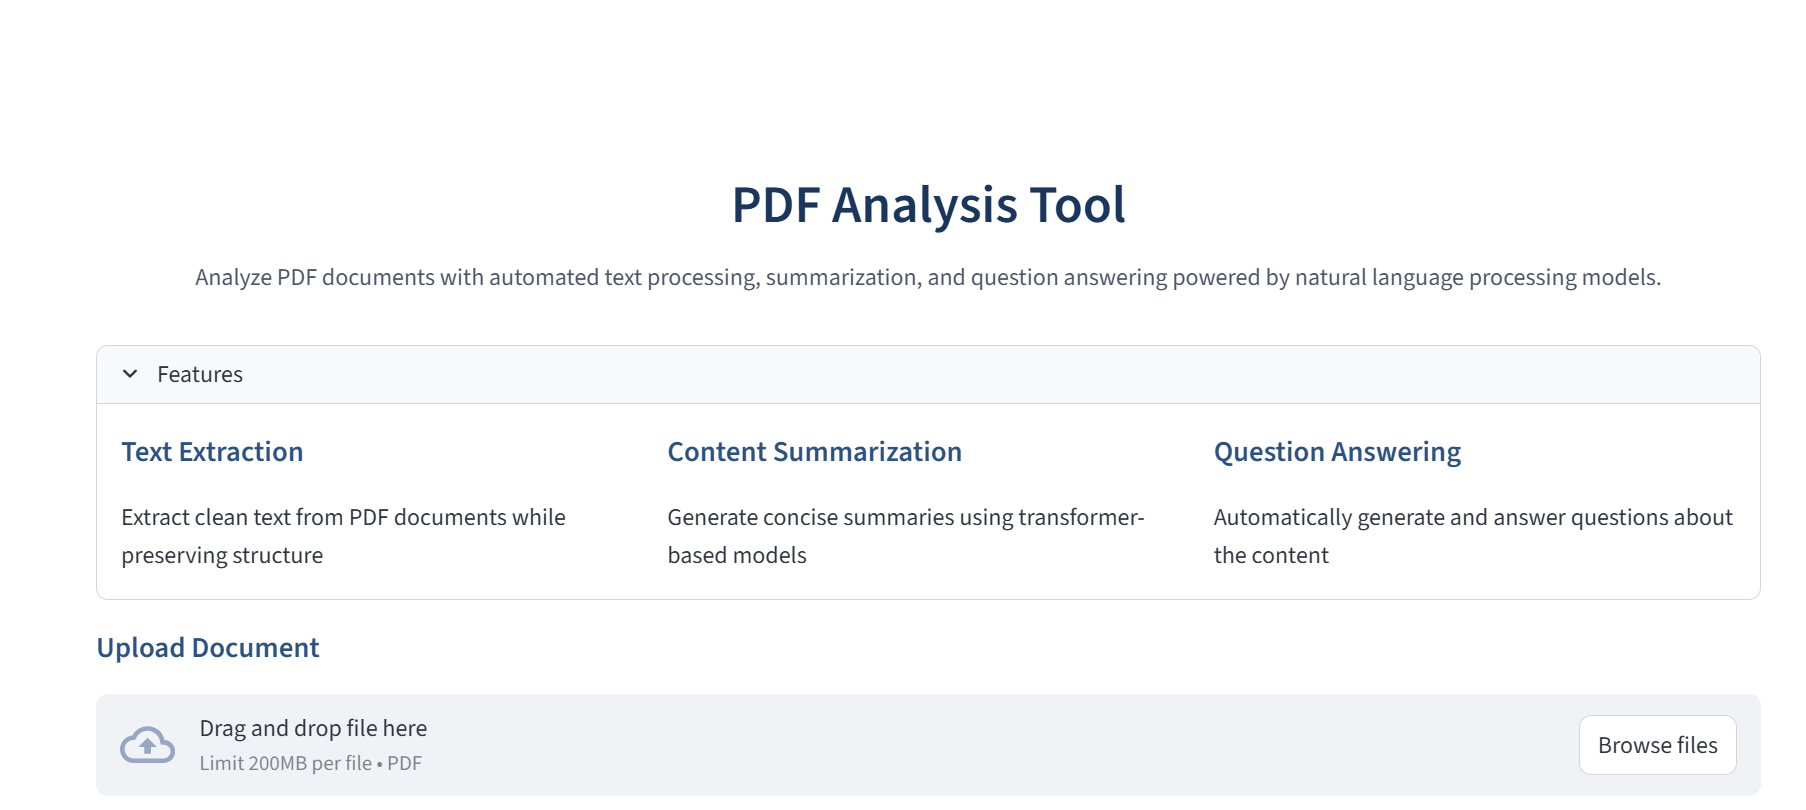 PDF Analysis Tool
Analyze PDF documents with automated text processing, summarization, and question answering powered by natural language processing models.
Features
Text Extraction
Extract clean text from PDF documents while
preserving structure
Content Summarization
Generate concise summaries using transformer-
based models
Question Answering
Automatically generate and answer questions about
the content
Upload Document
Drag and drop file here
Limit 200MB per file • PDF
Browse files